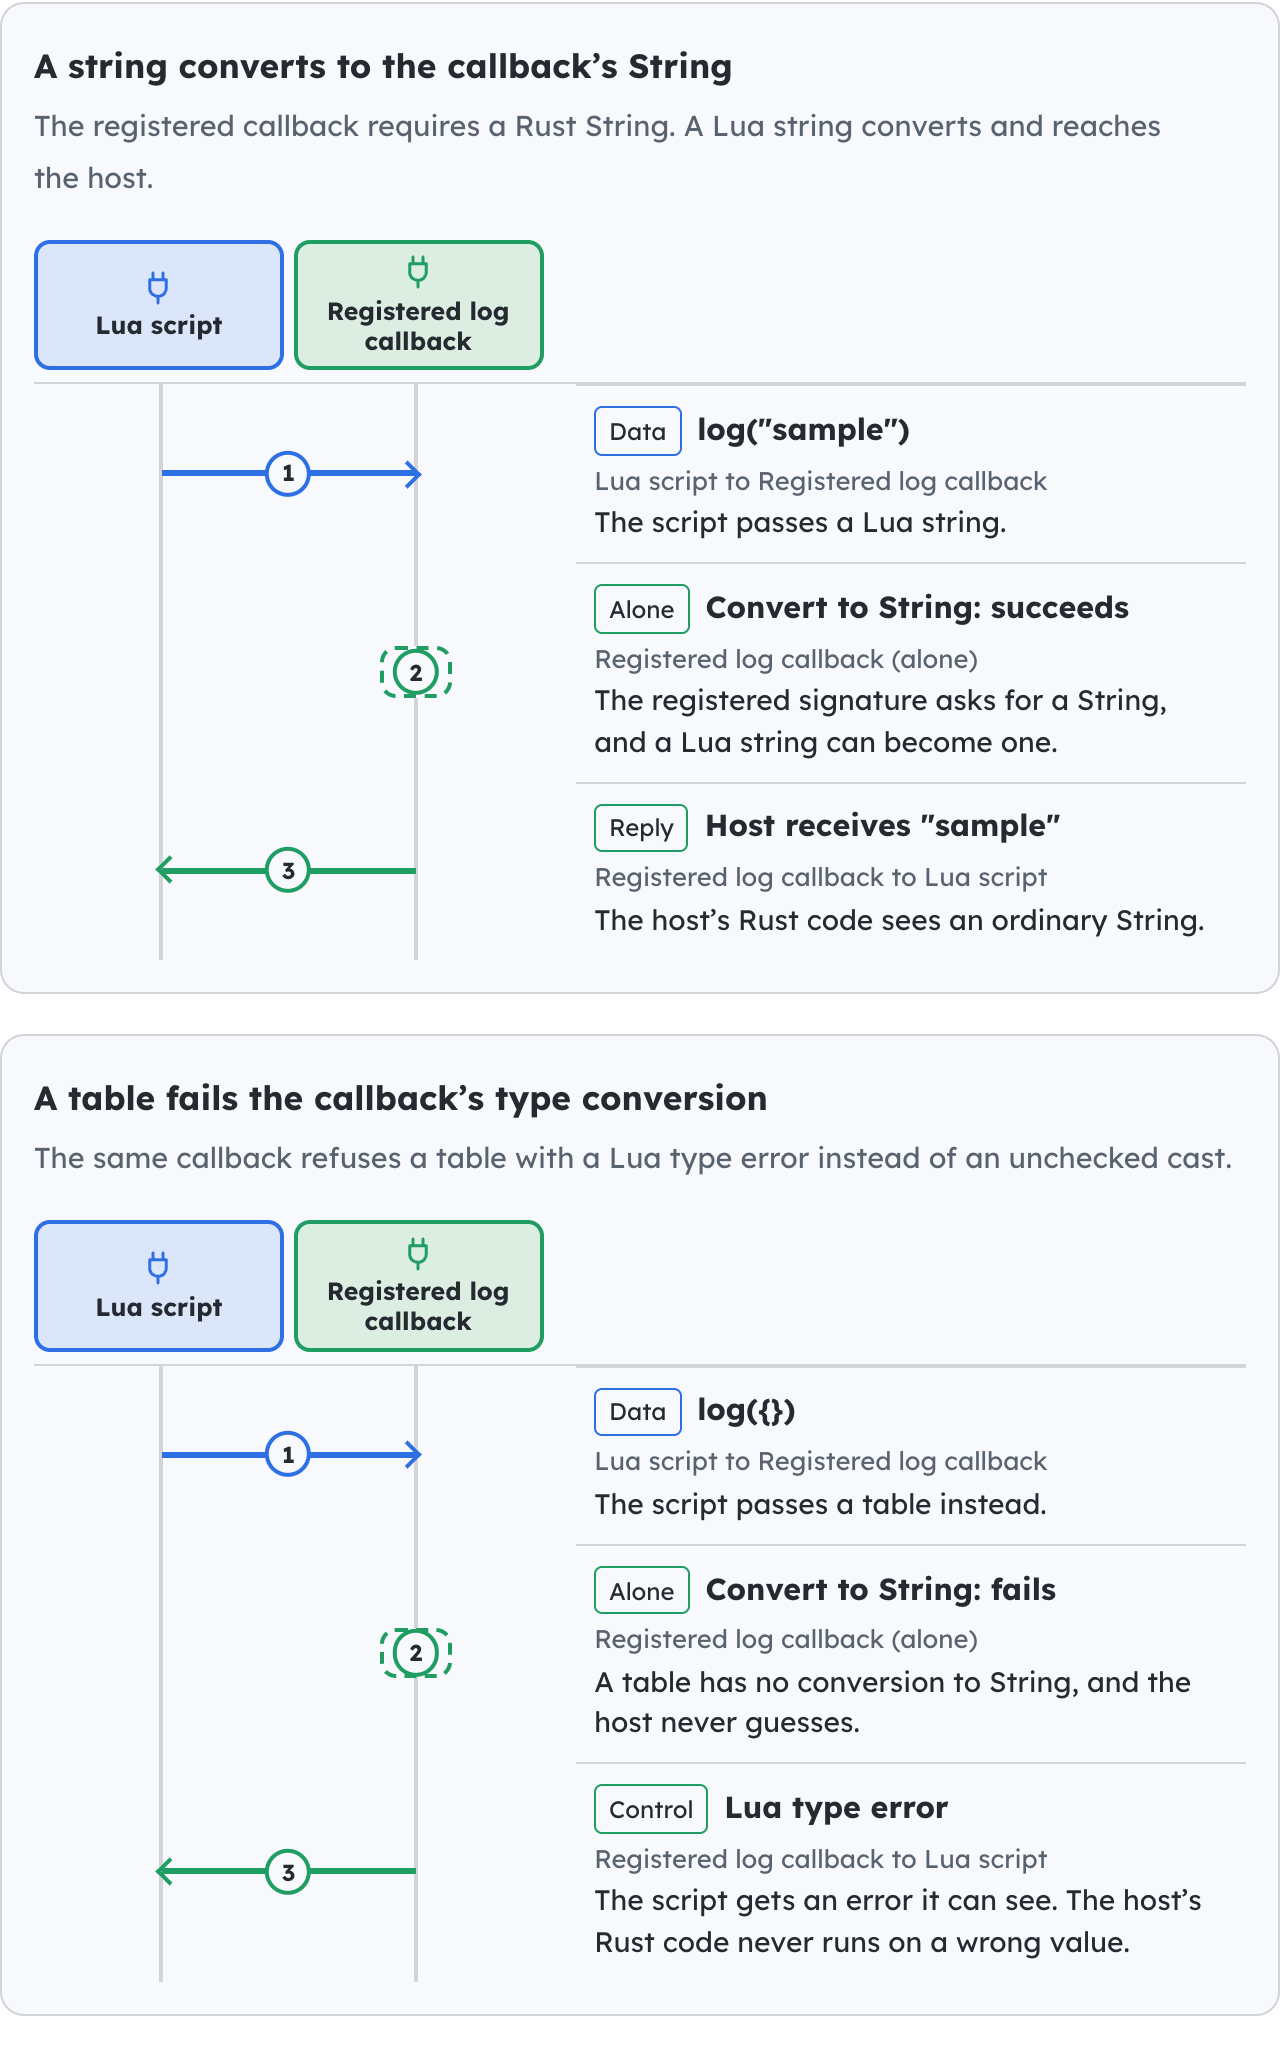 A string converts to the callback’s String
The registered callback requires a Rust String. A Lua string converts and reaches
the host.
Lua script
Registered log
callback
1
Data
log("sample")
Lua script to Registered log callback
The script passes a Lua string.
2
Alone
Convert to String: succeeds
Registered log callback (alone)
The registered signature asks for a String,
and a Lua string can become one.
3
Reply
Host receives "sample"
Registered log callback to Lua script
The host’s Rust code sees an ordinary String.
A table fails the callback’s type conversion
The same callback refuses a table with a Lua type error instead of an unchecked cast.
Lua script
Registered log
callback
1
Data
log({})
Lua script to Registered log callback
The script passes a table instead.
2
Alone
Convert to String: fails
Registered log callback (alone)
A table has no conversion to String, and the
host never guesses.
3
Control
Lua type error
Registered log callback to Lua script
The script gets an error it can see. The host’s
Rust code never runs on a wrong value.